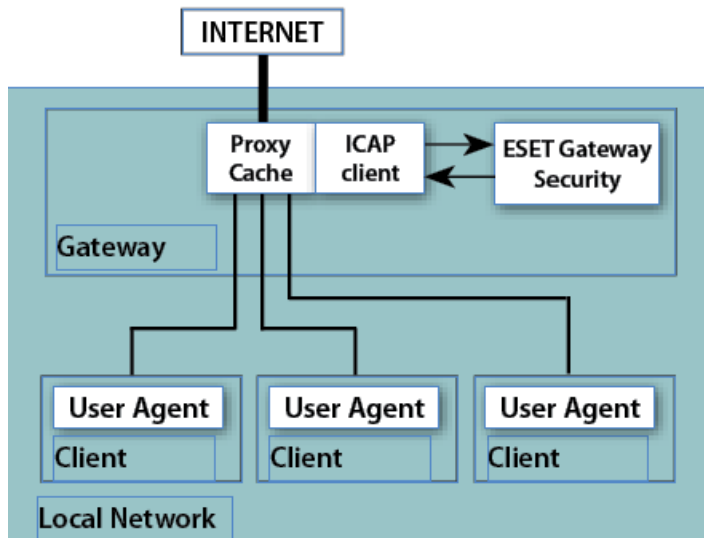 INTERNET
Proxy
Cache
ICAP
client
ESET Gateway
Security
Gateway
User Agent
Client
User Agent
Client
User Agent
Client
Local Network